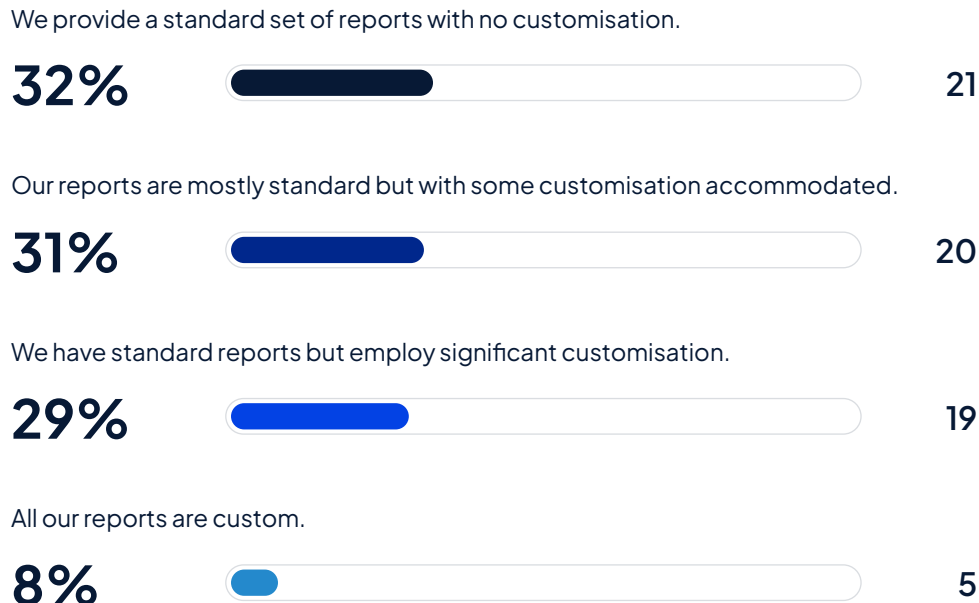 We provide a standard set of reports with no customisation.
32% 21
Our reports are mostly standard but with some customisation accommodated.
31% 20
We have standard reports but employ significant customisation.
29% 19
All our reports are custom.
8% 5